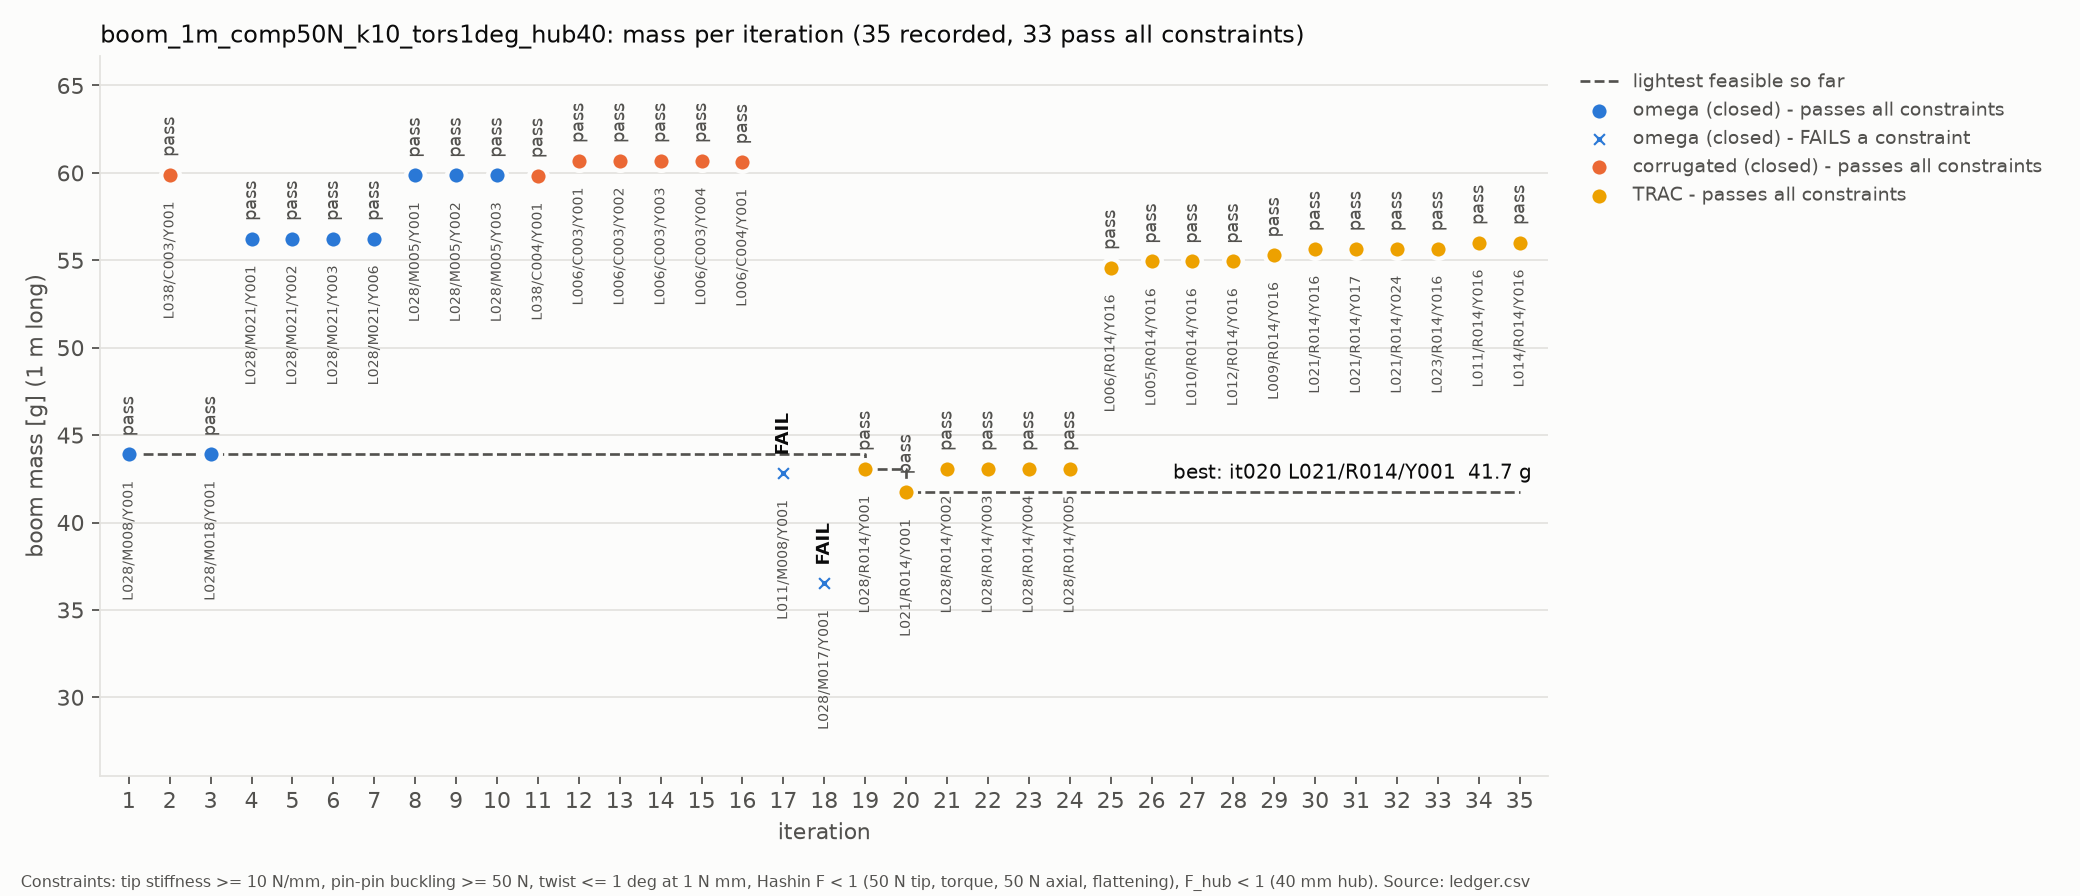 boom_1m_comp50N_k10_tors1deg_hub40: mass per iteration (35 recorded, 33 pass all constraints)
lightest feasible so far
omega (closed) - passes all constraints
omega (closed) - FAILS a constraint
corrugated (closed) - passes all constraints
TRAC - passes all constraints
boom mass [g] (1 m long)
65
60
55
50
45
40
35
30
pass
L028/M008/Y001
pass
L038/C003/Y001
pass
L028/M018/Y001
pass
L028/M021/Y001
pass
L028/M021/Y002
pass
L028/M021/Y003
pass
L028/M021/Y006
pass
L028/M005/Y001
pass
L028/M005/Y002
pass
L028/M005/Y003
pass
L038/C004/Y001
pass
L006/C003/Y001
pass
L006/C003/Y002
pass
L006/C003/Y003
pass
L006/C003/Y004
pass
L006/C004/Y001
FAIL
L011/M008/Y001
FAIL
L028/M017/Y001
pass
L028/R014/Y001
pass
L021/R014/Y001
pass
L028/R014/Y002
pass
L028/R014/Y003
pass
L028/R014/Y004
pass
L028/R014/Y005
pass
L006/R014/Y016
pass
L005/R014/Y016
pass
L010/R014/Y016
pass
L012/R014/Y016
pass
L009/R014/Y016
pass
L021/R014/Y016
pass
L021/R014/Y017
pass
L021/R014/Y024
pass
L023/R014/Y016
pass
L011/R014/Y016
pass
L014/R014/Y016
best: it020 L021/R014/Y001  41.7 g
1 2 3 4 5 6 7 8 9 10 11 12 13 14 15 16 17 18 19 20 21 22 23 24 25 26 27 28 29 30 31 32 33 34 35
iteration
Constraints: tip stiffness >= 10 N/mm, pin-pin buckling >= 50 N, twist <= 1 deg at 1 N mm, Hashin F < 1 (50 N tip, torque, 50 N axial, flattening), F_hub < 1 (40 mm hub). Source: ledger.csv